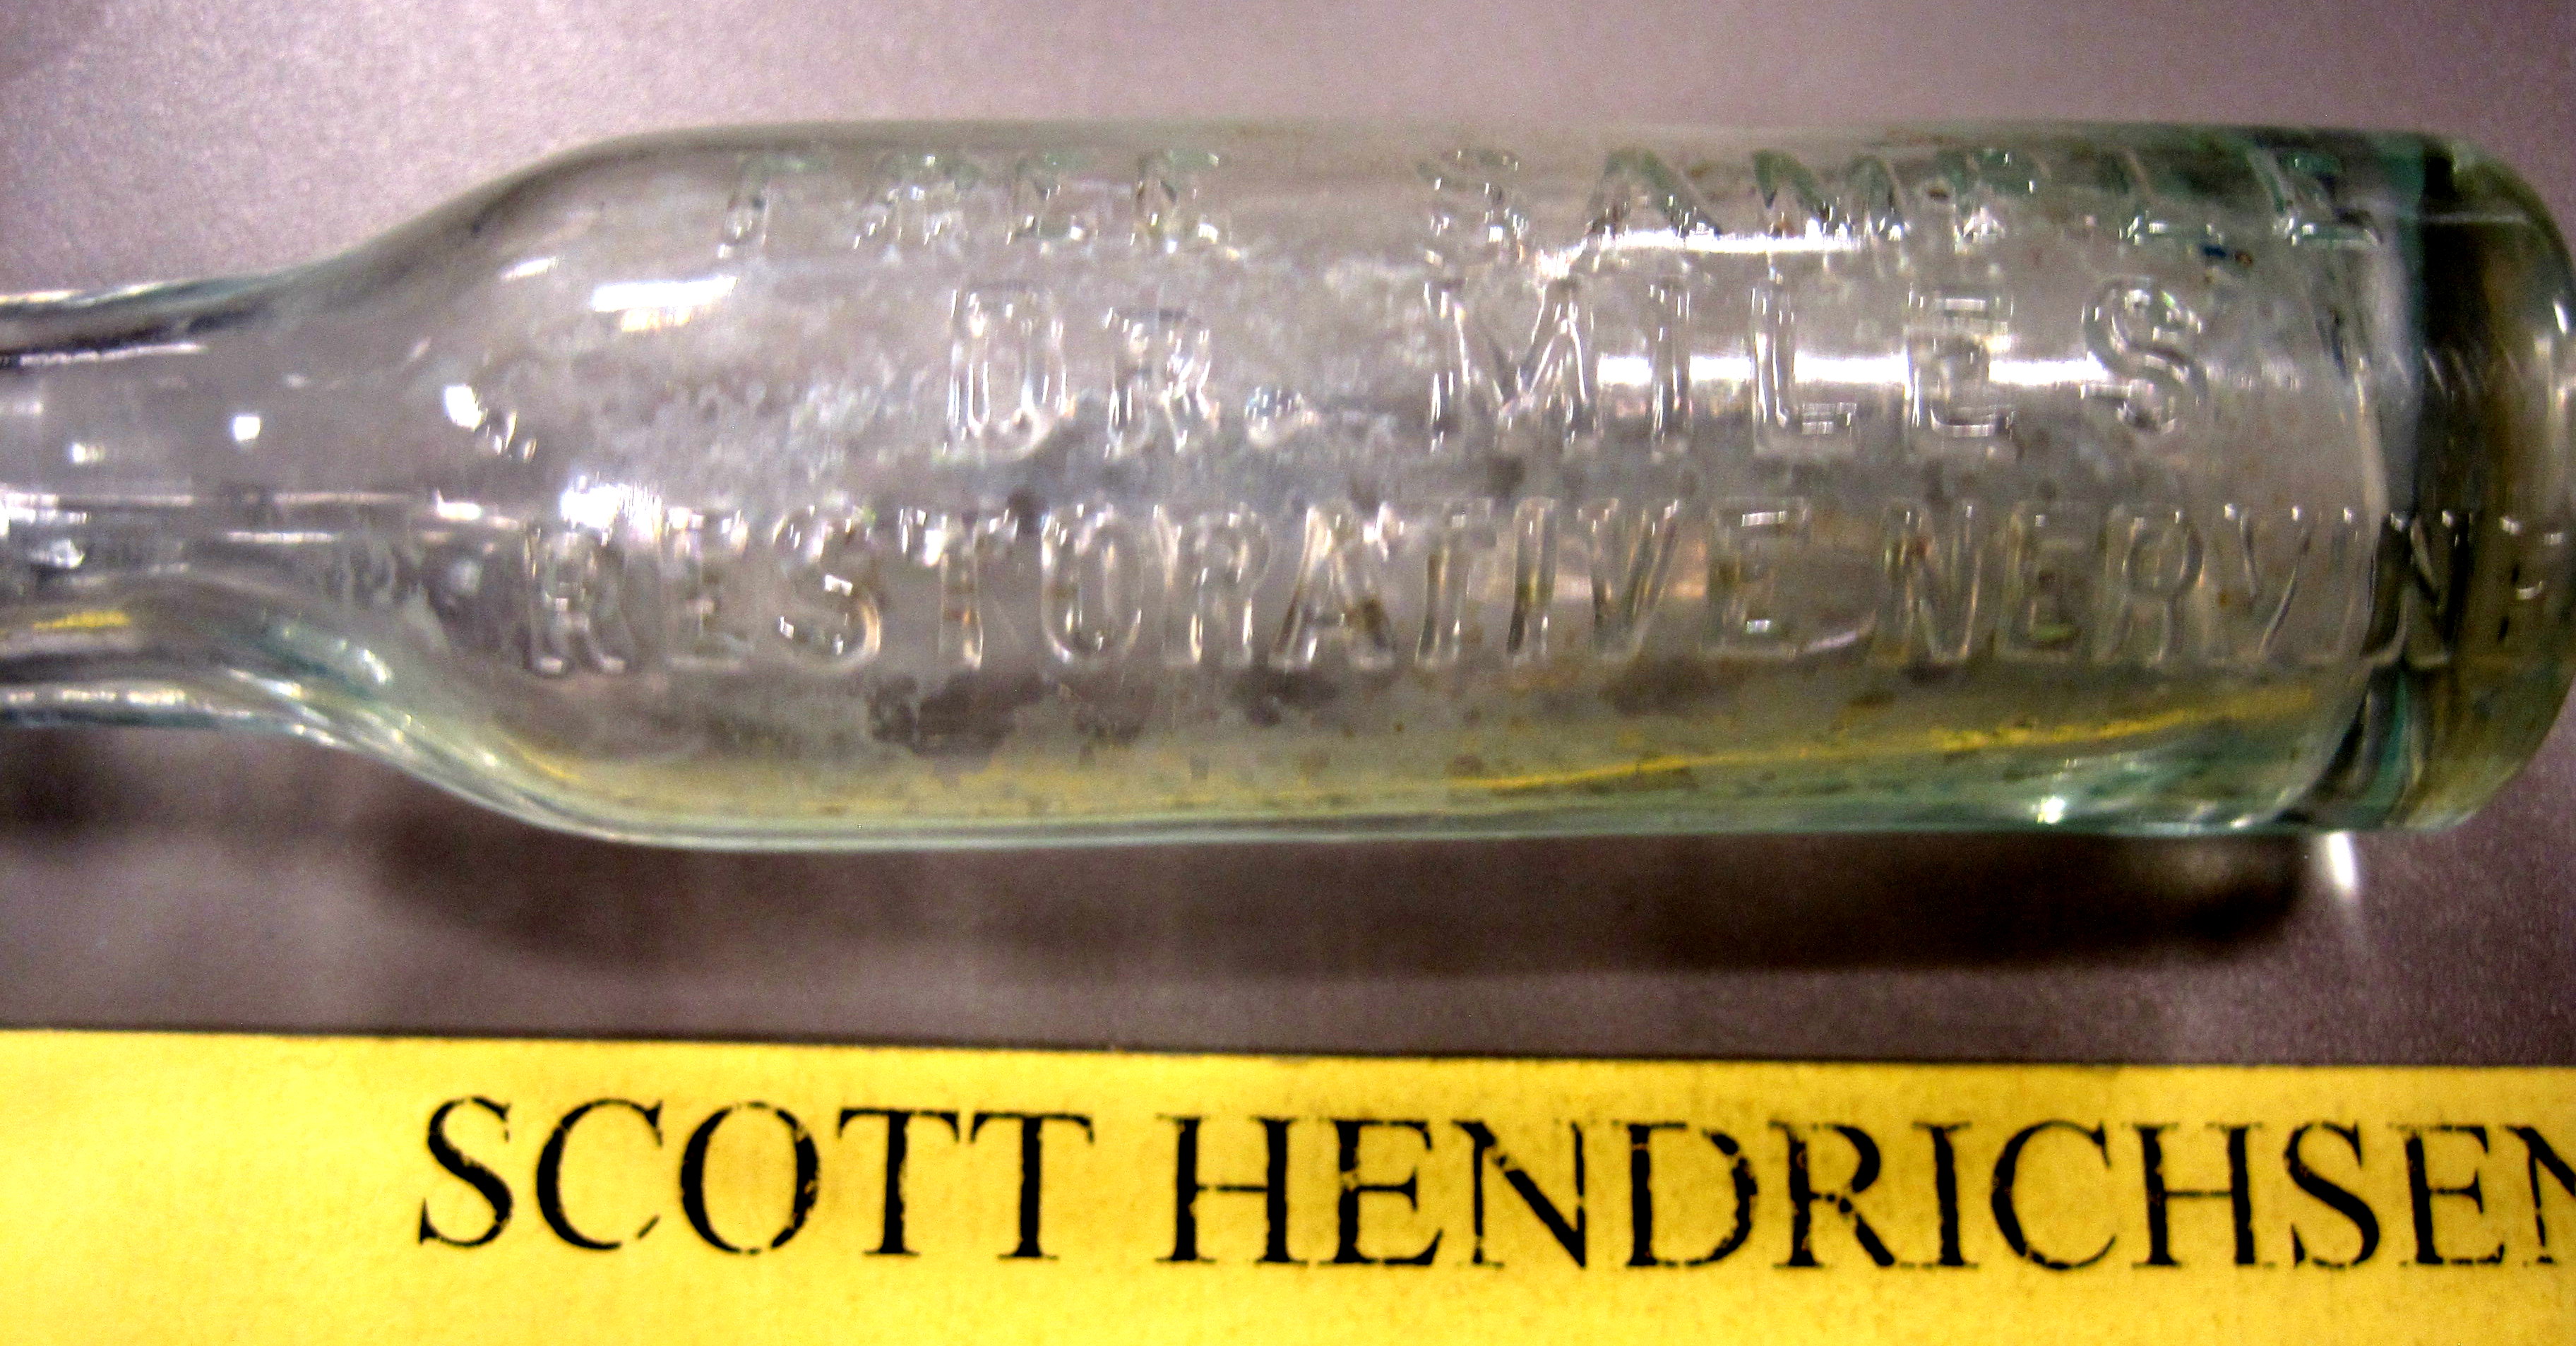 FREE SAMPLE
DR. MILES
RESTORATIVE NERVINE
SCOTT HENDRICHSEN